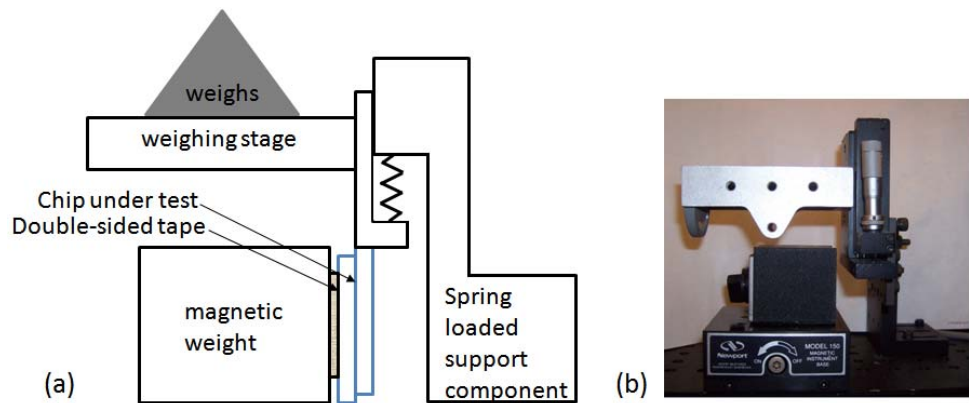 weighs
weighing stage
Chip under test
Double-sided tape
magnetic
weight
Spring
loaded
support
component
(a)
(b)
Newport
MODEL 150
MAGNETIC
INSTRUMENT
BASE
ON
OFF